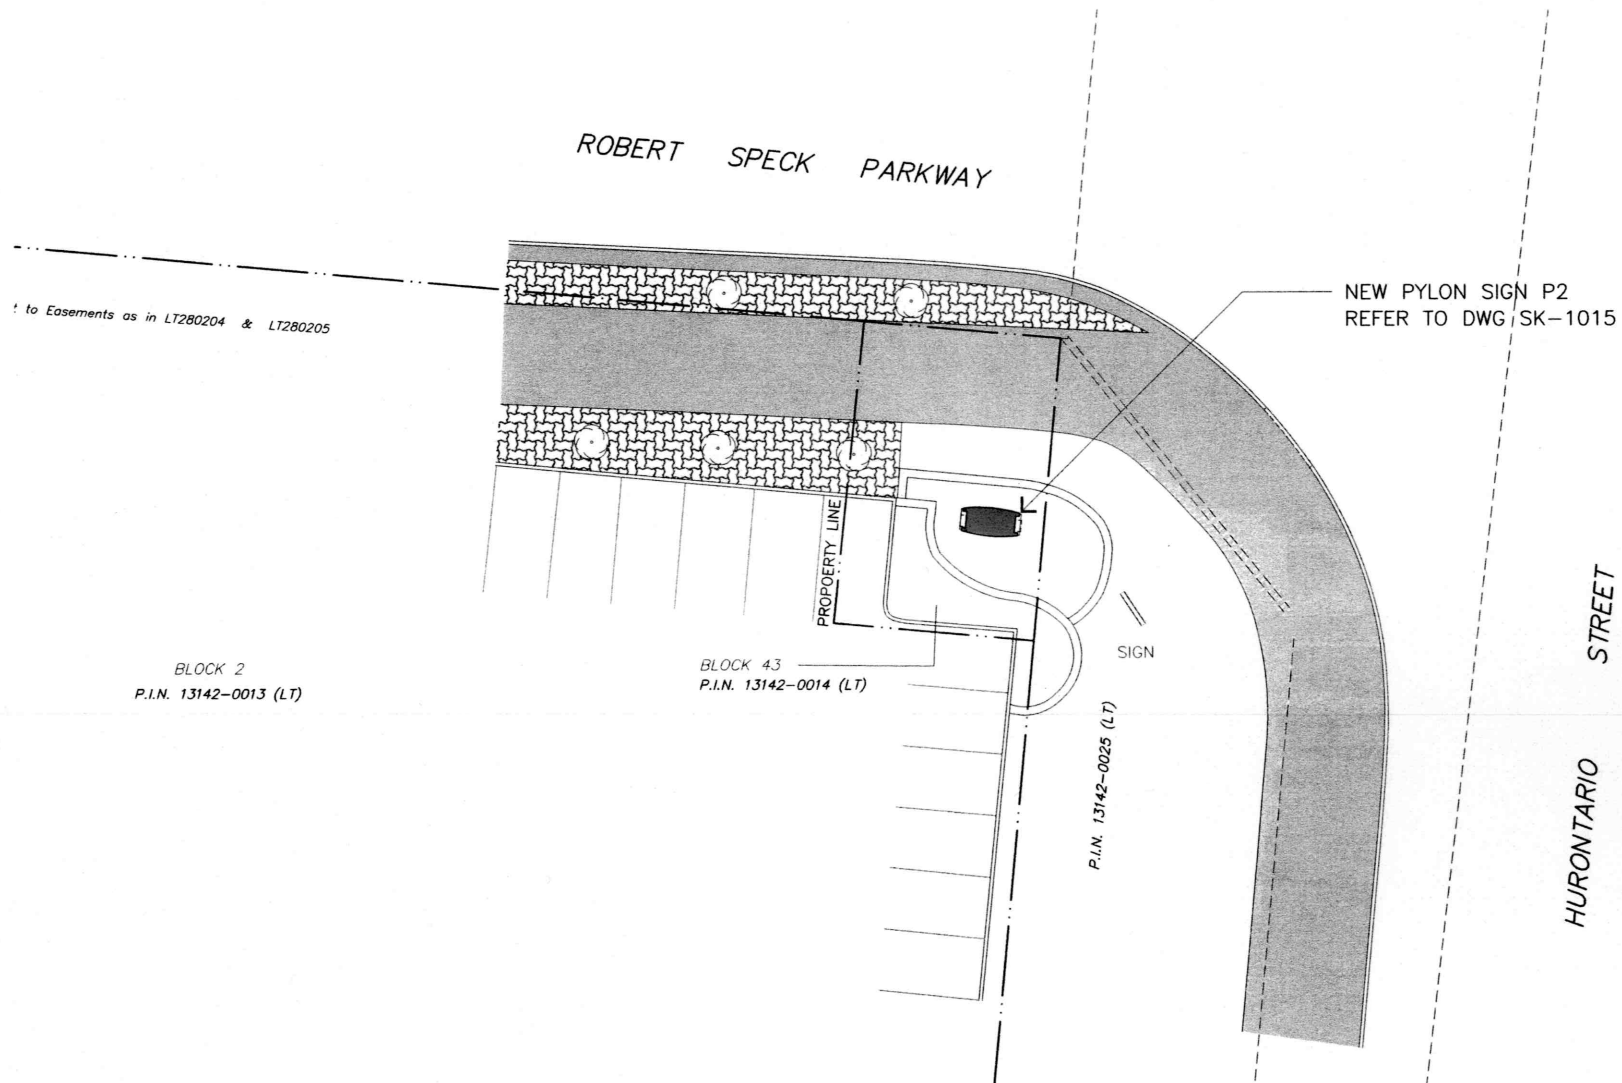 ROBERT SPECK PARKWAY
NEW PYLON SIGN P2
REFER TO DWG SK-1015
to Easements as in LT280204 & LT280205
PROPOERTY LINE
BLOCK 2
P.I.N. 13142-0013 (LT)
BLOCK 43
P.I.N. 13142-0014 (LT)
SIGN
P.I.N. 13142-0025 (LT)
HURONTARIO STREET